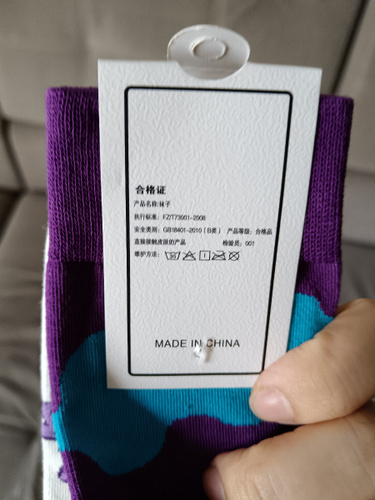 合格证
产品名称:袜子
执行标准: FZ/T73001-2008
安全类别: GB18401-2010 (B类) 产品等级: 合格品
直接接触皮肤的产品 检验员: 001
维护方法:
MADE IN CHINA